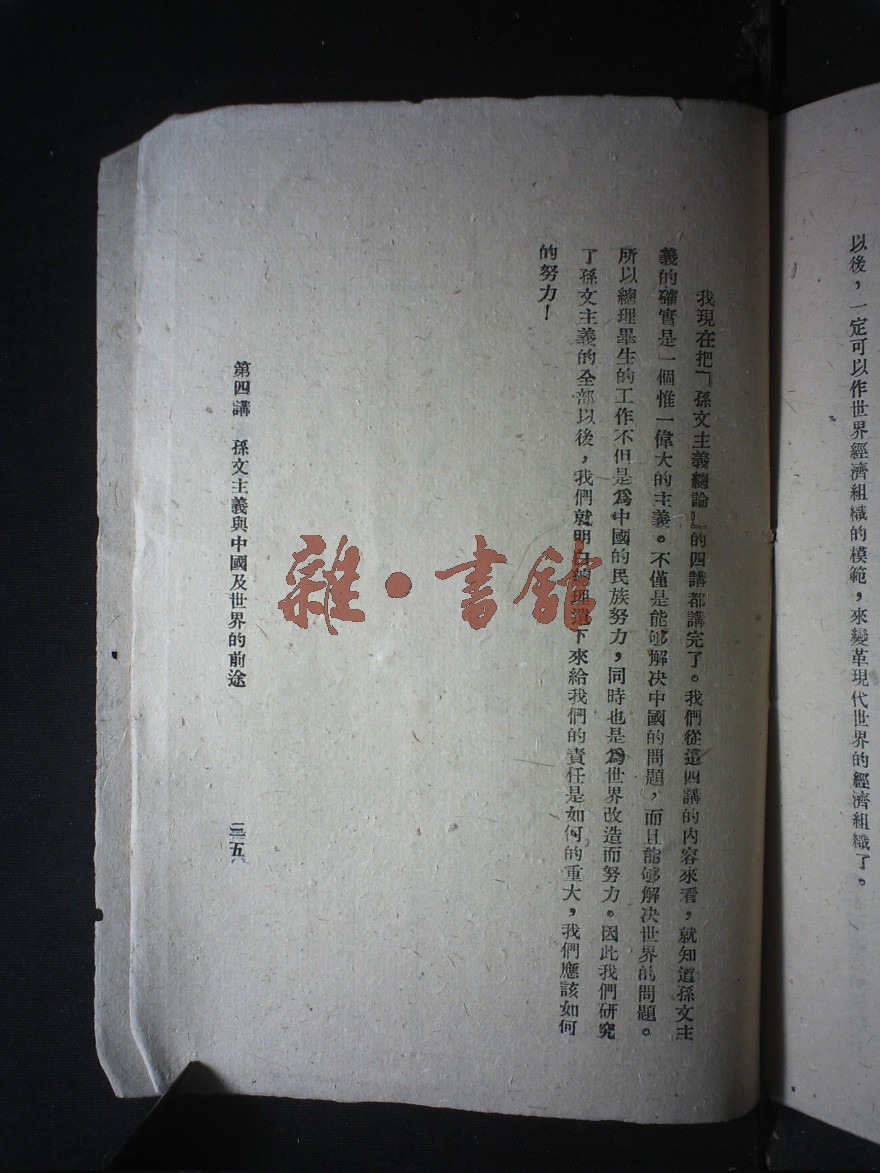 以後，一定可以作世界經濟組織的模範，來變革現代世界的經濟組織了。
我現在把『孫文主義總論』的四講都講完了。我們從這四講的內容來看，就知道孫文主
義的確實是一個惟一偉大的主義。不僅是能够解決中國的問題，而且能够解決世界的問題。
所以總理畢生的工作不但是爲中國的民族努力，同時也是爲世界改造而努力。因此我們研究
了孫文主義的全部以後，我們就明白總理遺下來給我們的責任是如何的重大，我們應該如何
的努力！
第四講 孫文主義與中國及世界的前途
雜·書館